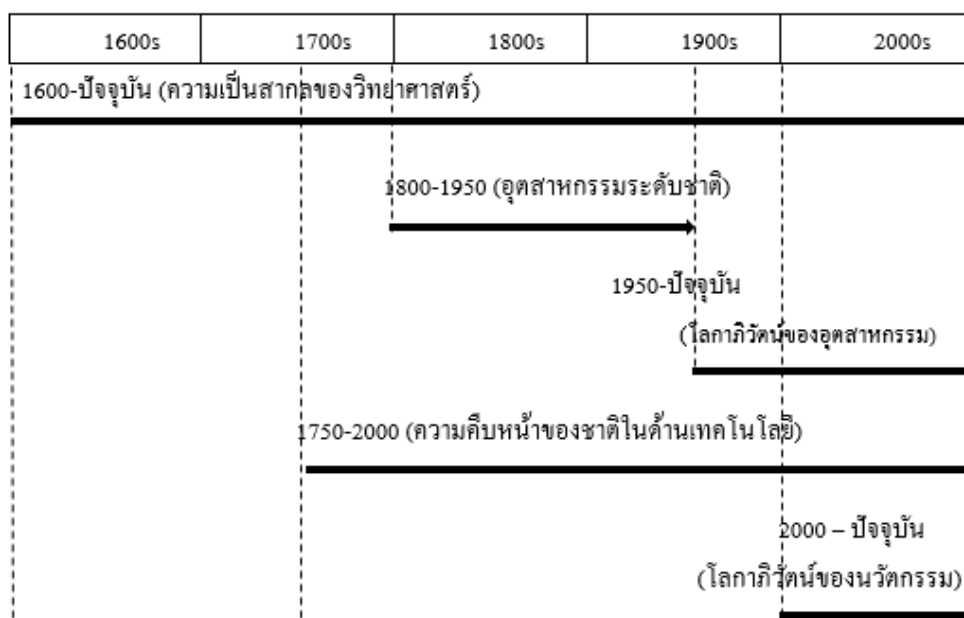 1600s 1700s 1800s 1900s 2000s
1600-ปัจจุบัน (ความเป็นสากลของวิทยาศาสตร์)
1800-1950 (อุตสาหกรรมระดับชาติ)
1950-ปัจจุบัน
(โลกาภิวัตน์ของอุตสาหกรรม)
1750-2000 (ความคืบหน้าของชาติในด้านเทคโนโลยี)
2000 – ปัจจุบัน
(โลกาภิวัตน์ของนวัตกรรม)